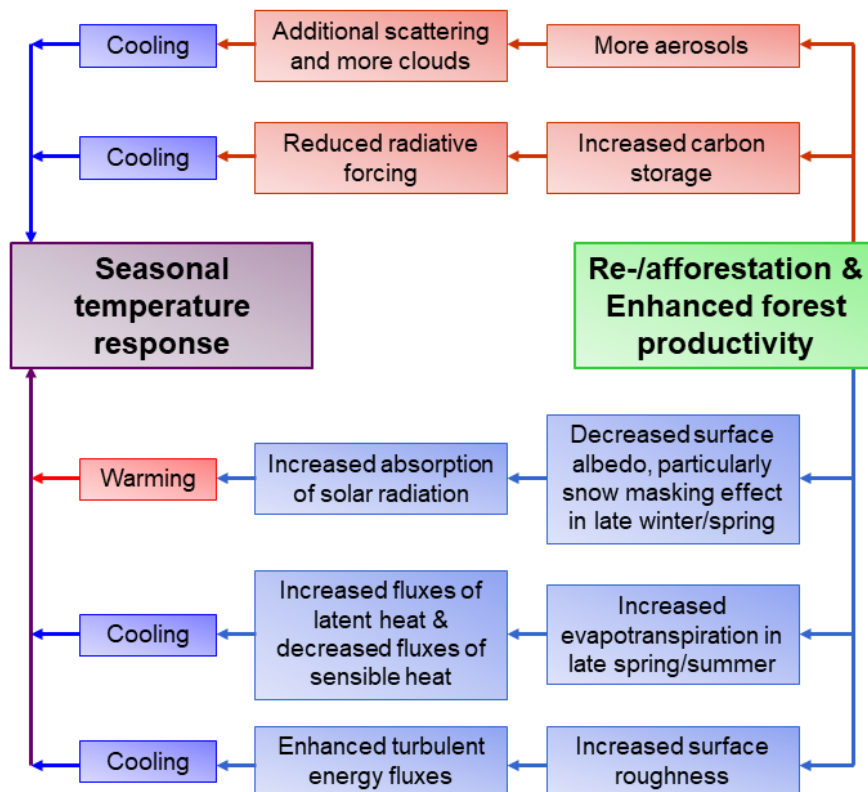 Cooling
Additional scattering
and more clouds
More aerosols
Cooling
Reduced radiative
forcing
Increased carbon
storage
Seasonal
temperature
response
Re-/afforestation &
Enhanced forest
productivity
Warming
Increased absorption
of solar radiation
Decreased surface
albedo, particularly
snow masking effect
in late winter/spring
Cooling
Increased fluxes of
latent heat &
decreased fluxes of
sensible heat
Increased
evapotranspiration in
late spring/summer
Cooling
Enhanced turbulent
energy fluxes
Increased surface
roughness